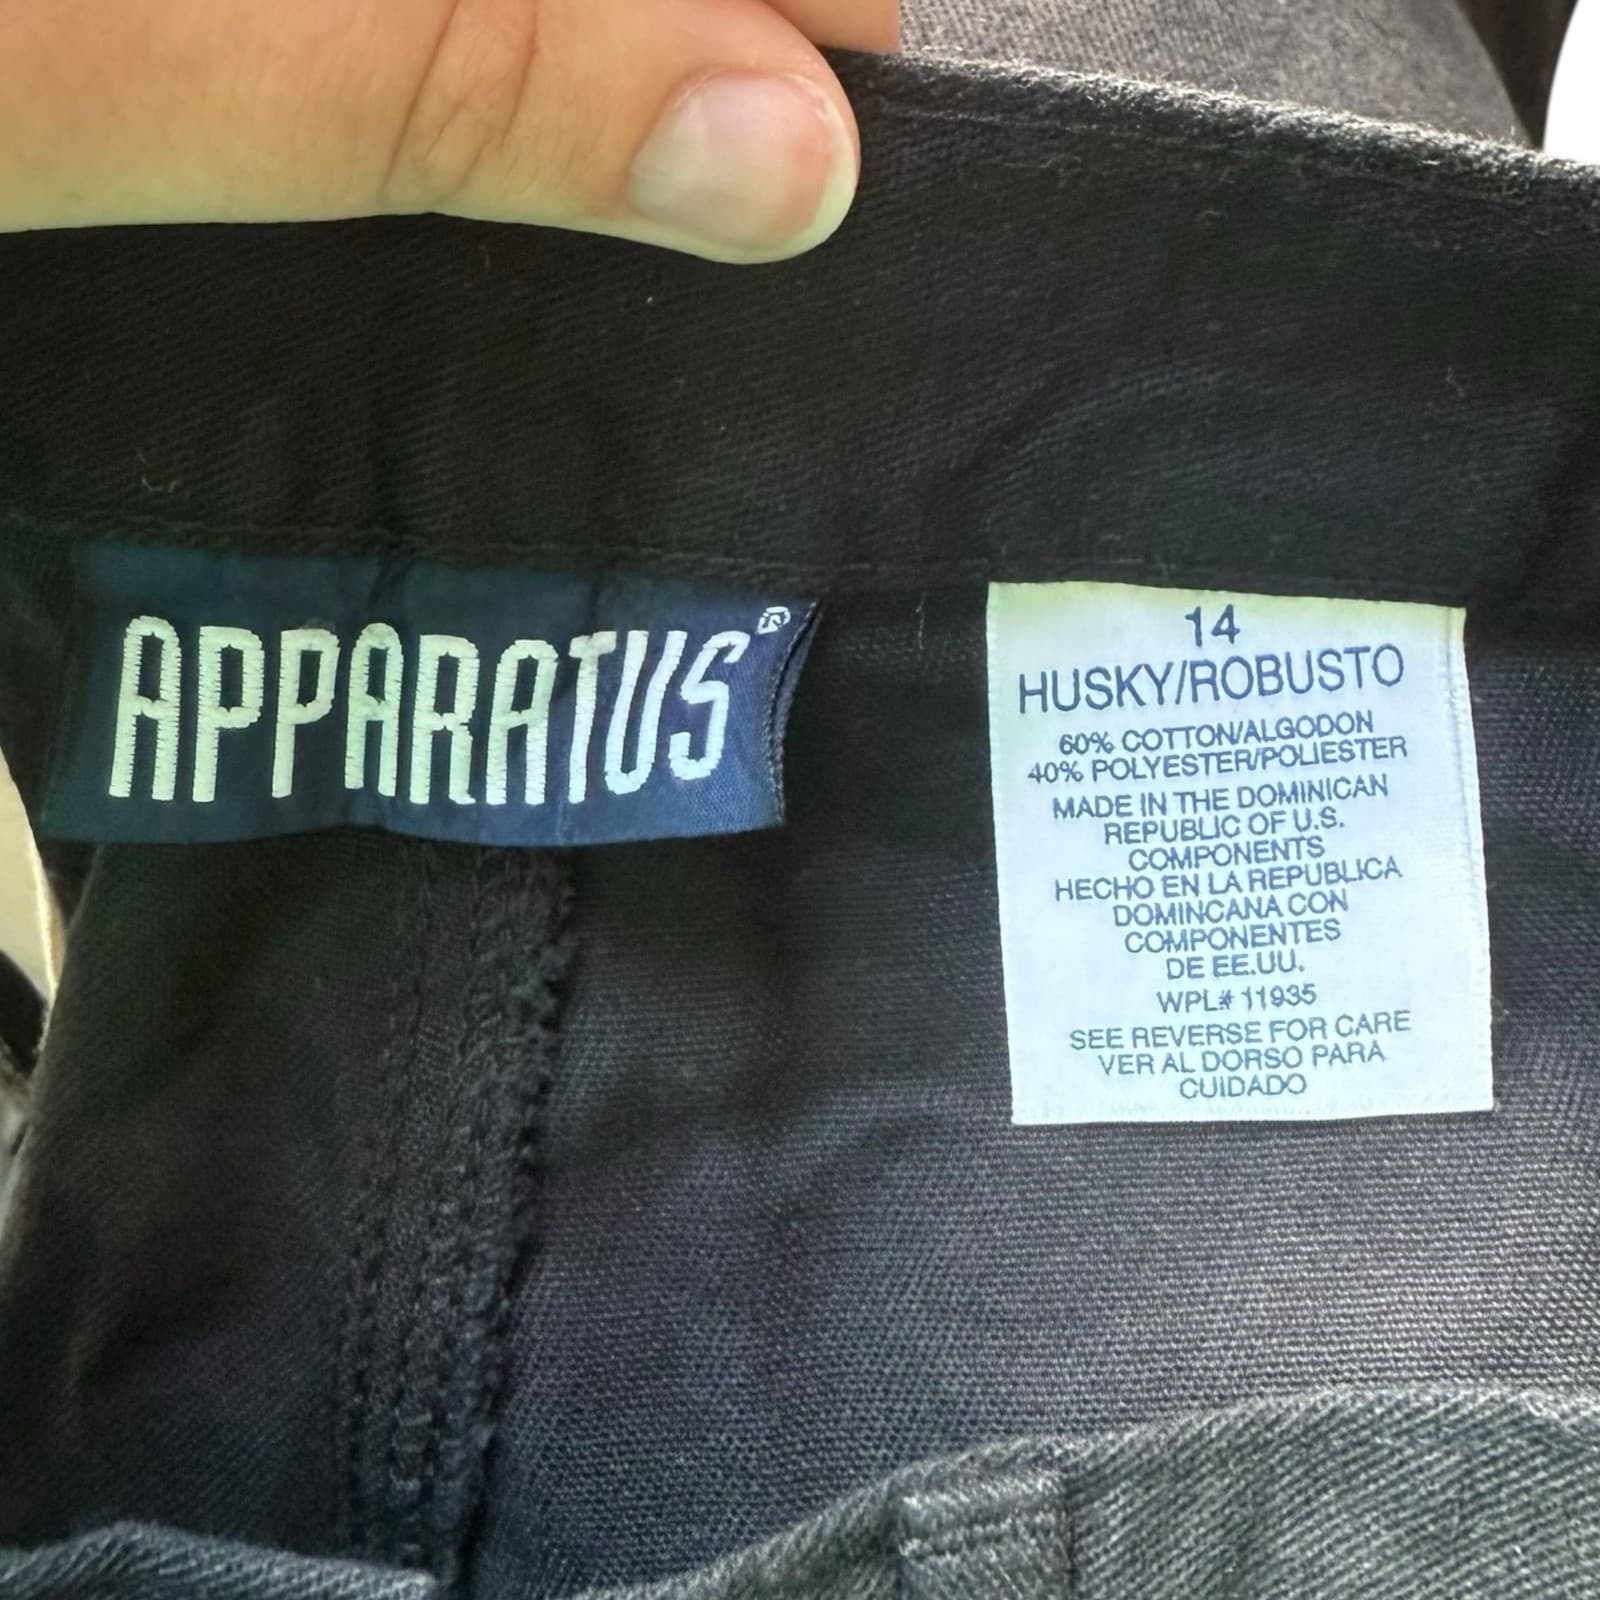 APPARATUS®
14
HUSKY/ROBUSTO
60% COTTON/ALGODON
40% POLYESTER/POLIESTER
MADE IN THE DOMINICAN
REPUBLIC OF U.S.
COMPONENTS
HECHO EN LA REPUBLICA
DOMINCANA CON
COMPONENTES
DE EE.UU.
WPL# 11935
SEE REVERSE FOR CARE
VER AL DORSO PARA
CUIDADO